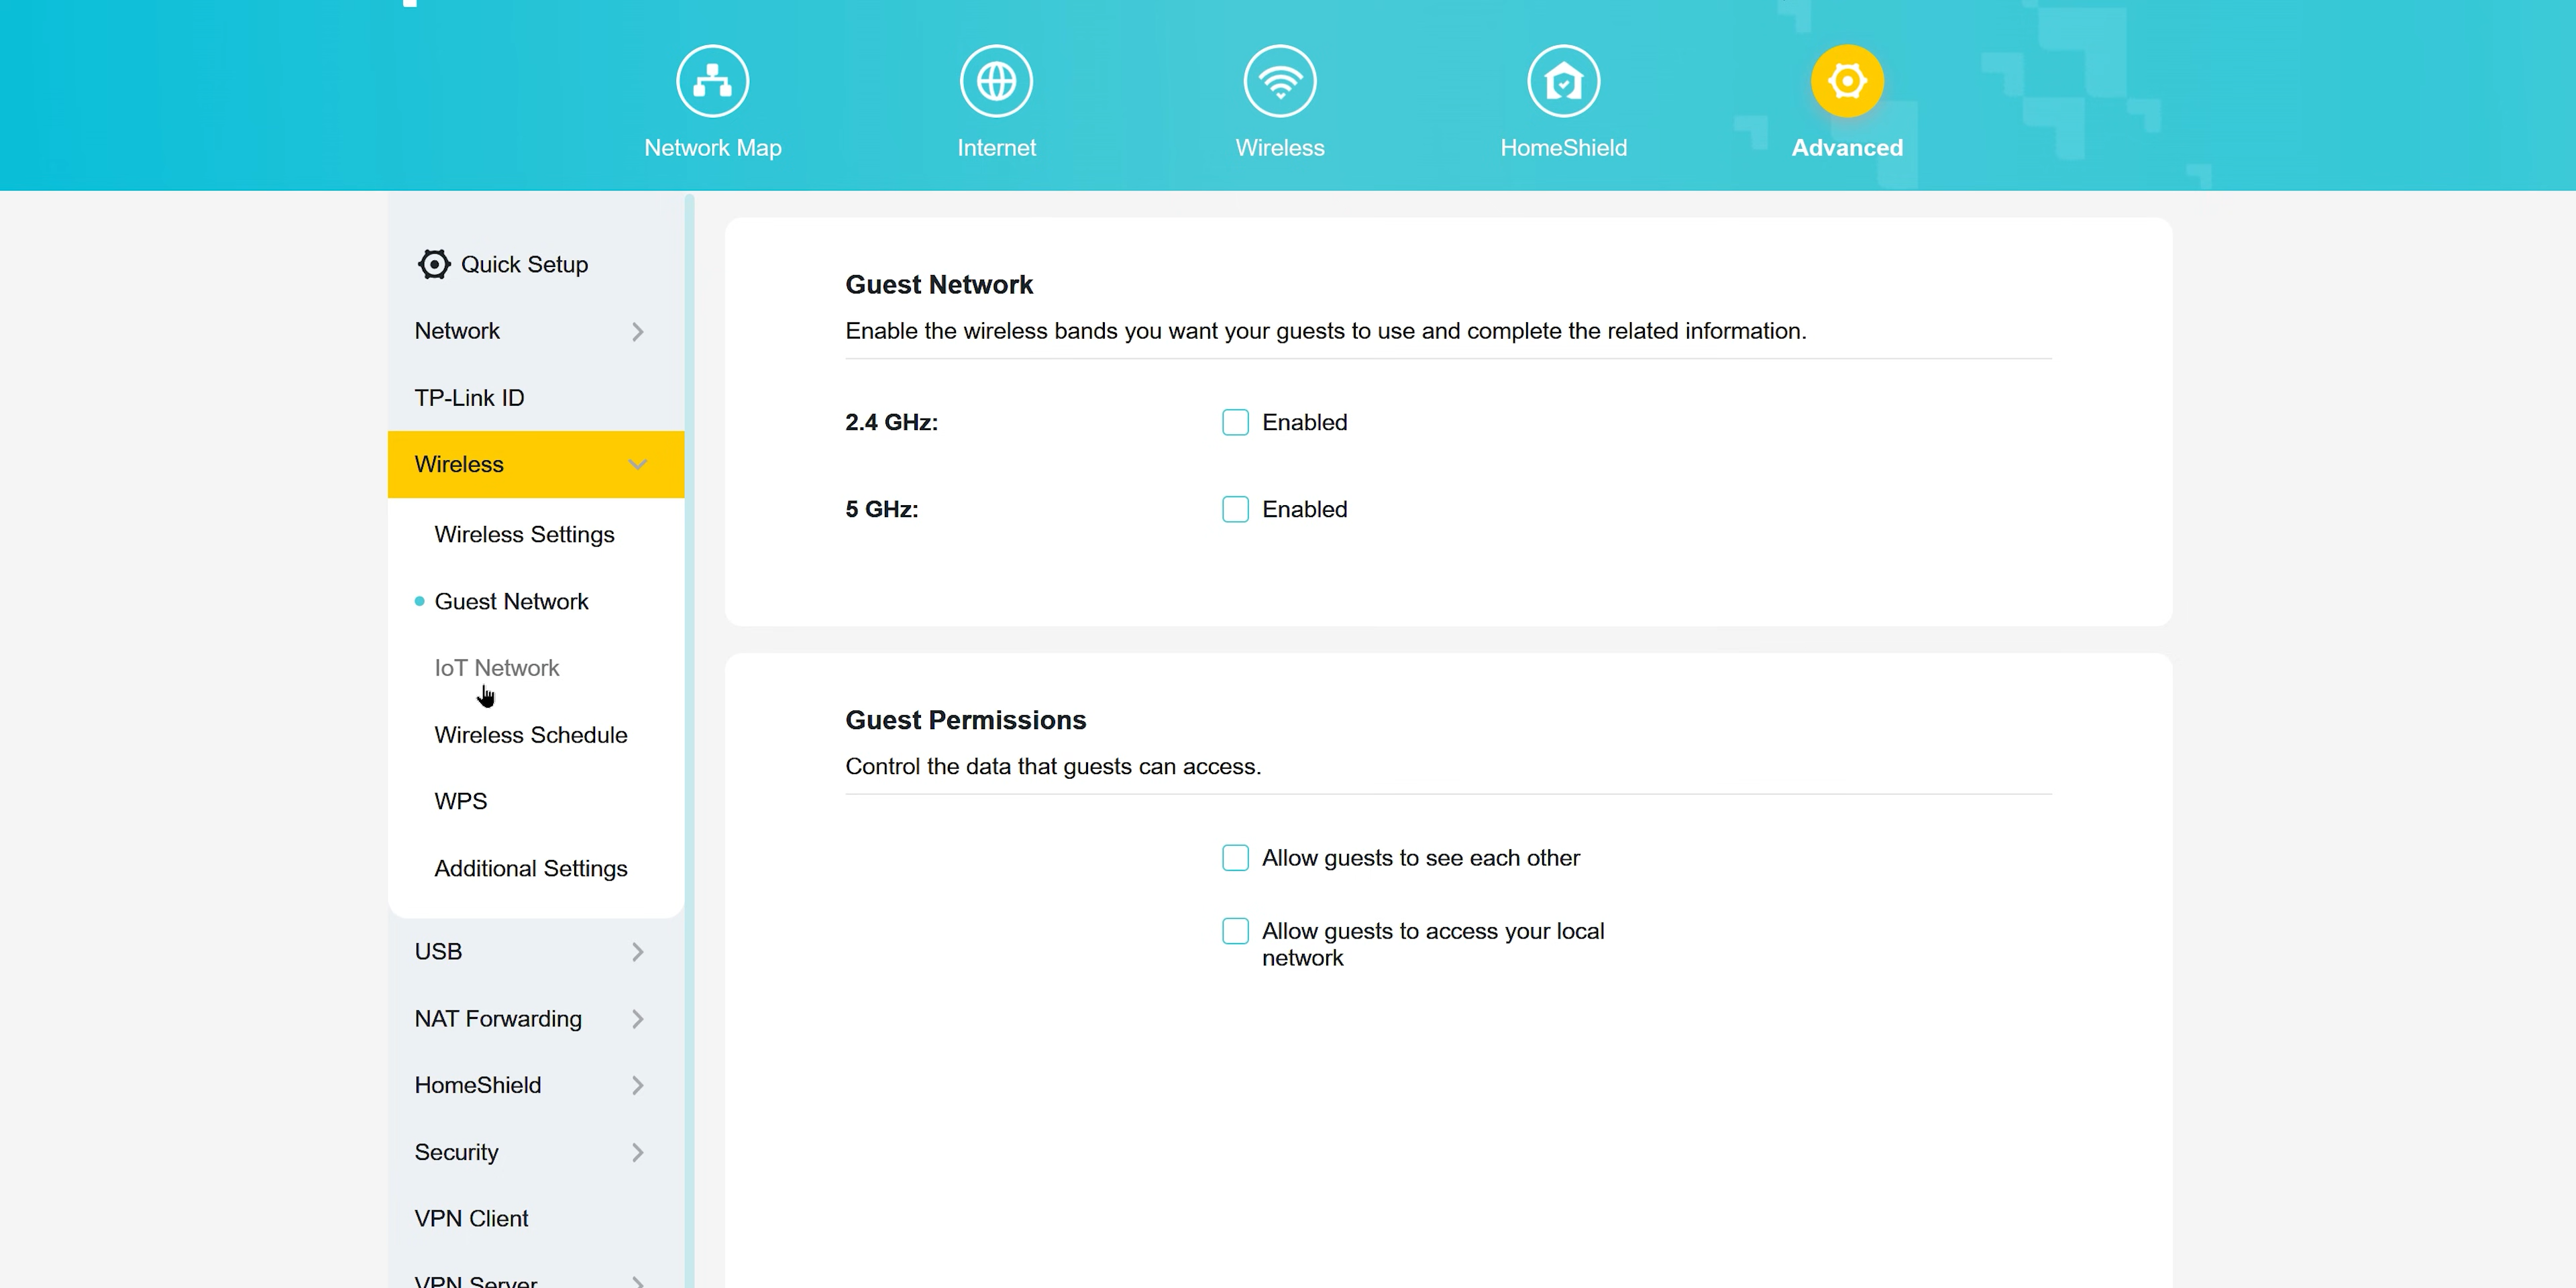 Network Map
Internet
Wireless
HomeShield
Advanced
Quick Setup
Network
TP-Link ID
Wireless
Wireless Settings
Guest Network
IoT Network
Wireless Schedule
WPS
Additional Settings
USB
NAT Forwarding
HomeShield
Security
VPN Client
VPN Server
Guest Network
Enable the wireless bands you want your guests to use and complete the related information.
2.4 GHz:
Enabled
5 GHz:
Enabled
Guest Permissions
Control the data that guests can access.
Allow guests to see each other
Allow guests to access your local
network